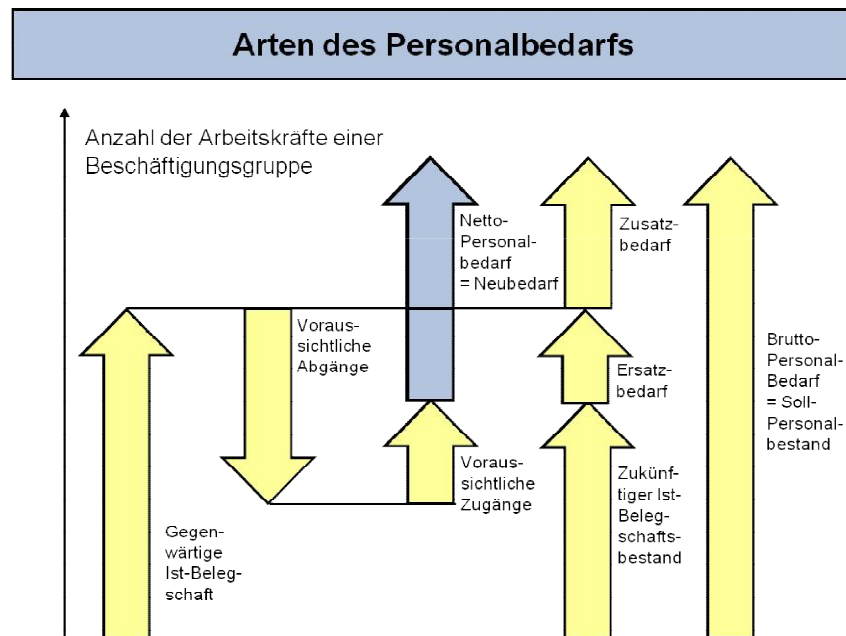 Arten des Personalbedarfs
Anzahl der Arbeitskräfte einer
Beschäftigungsgruppe
Netto-
Personal-
bedarf
= Neubedarf
Zusatz-
bedarf
Voraus-
sichtliche
Abgänge
Ersatz-
bedarf
Brutto-
Personal-
Bedarf
= Soll-
Personal-
bestand
Voraus-
sichtliche
Zugänge
Zukünf-
tiger Ist-
Beleg-
schafts-
bestand
Gegen-
wärtige
Ist-Beleg-
schaft